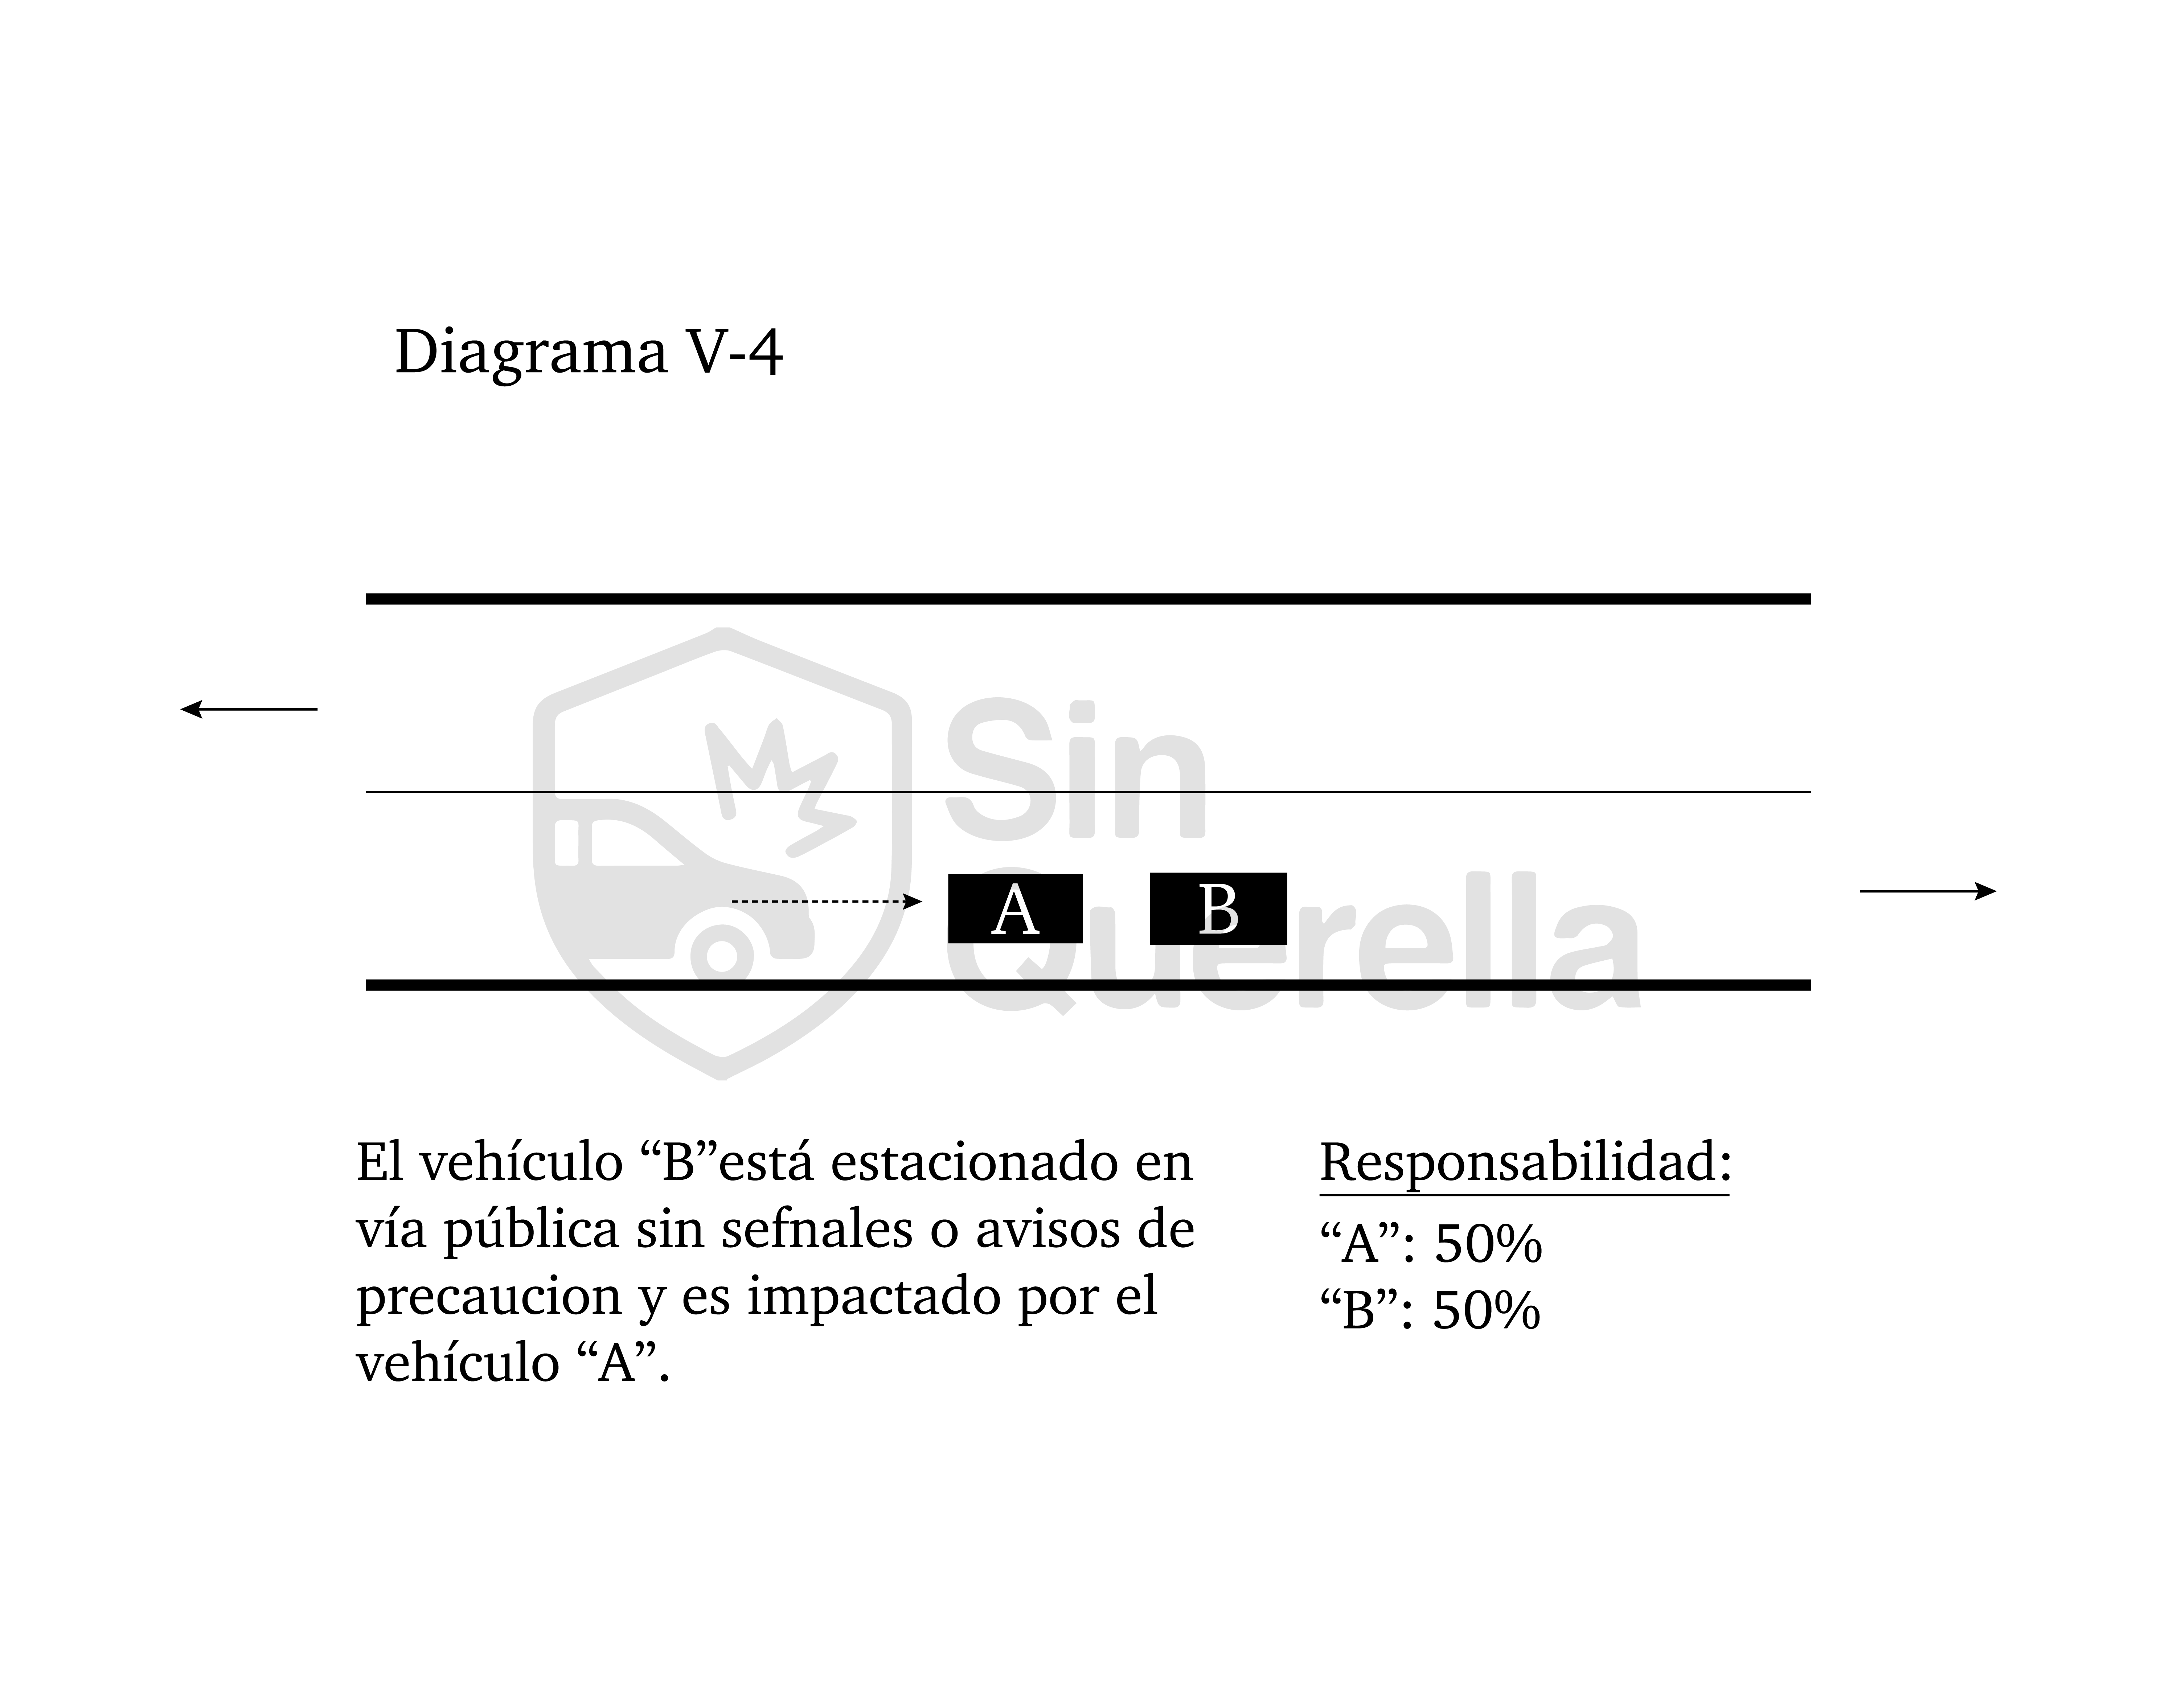 Diagrama V-4
Sin
Querella
A
B
El vehículo “B”está estacionado en
vía pública sin señales o avisos de
precaucion y es impactado por el
vehículo “A”.
Responsabilidad:
“A”: 50%
“B”: 50%